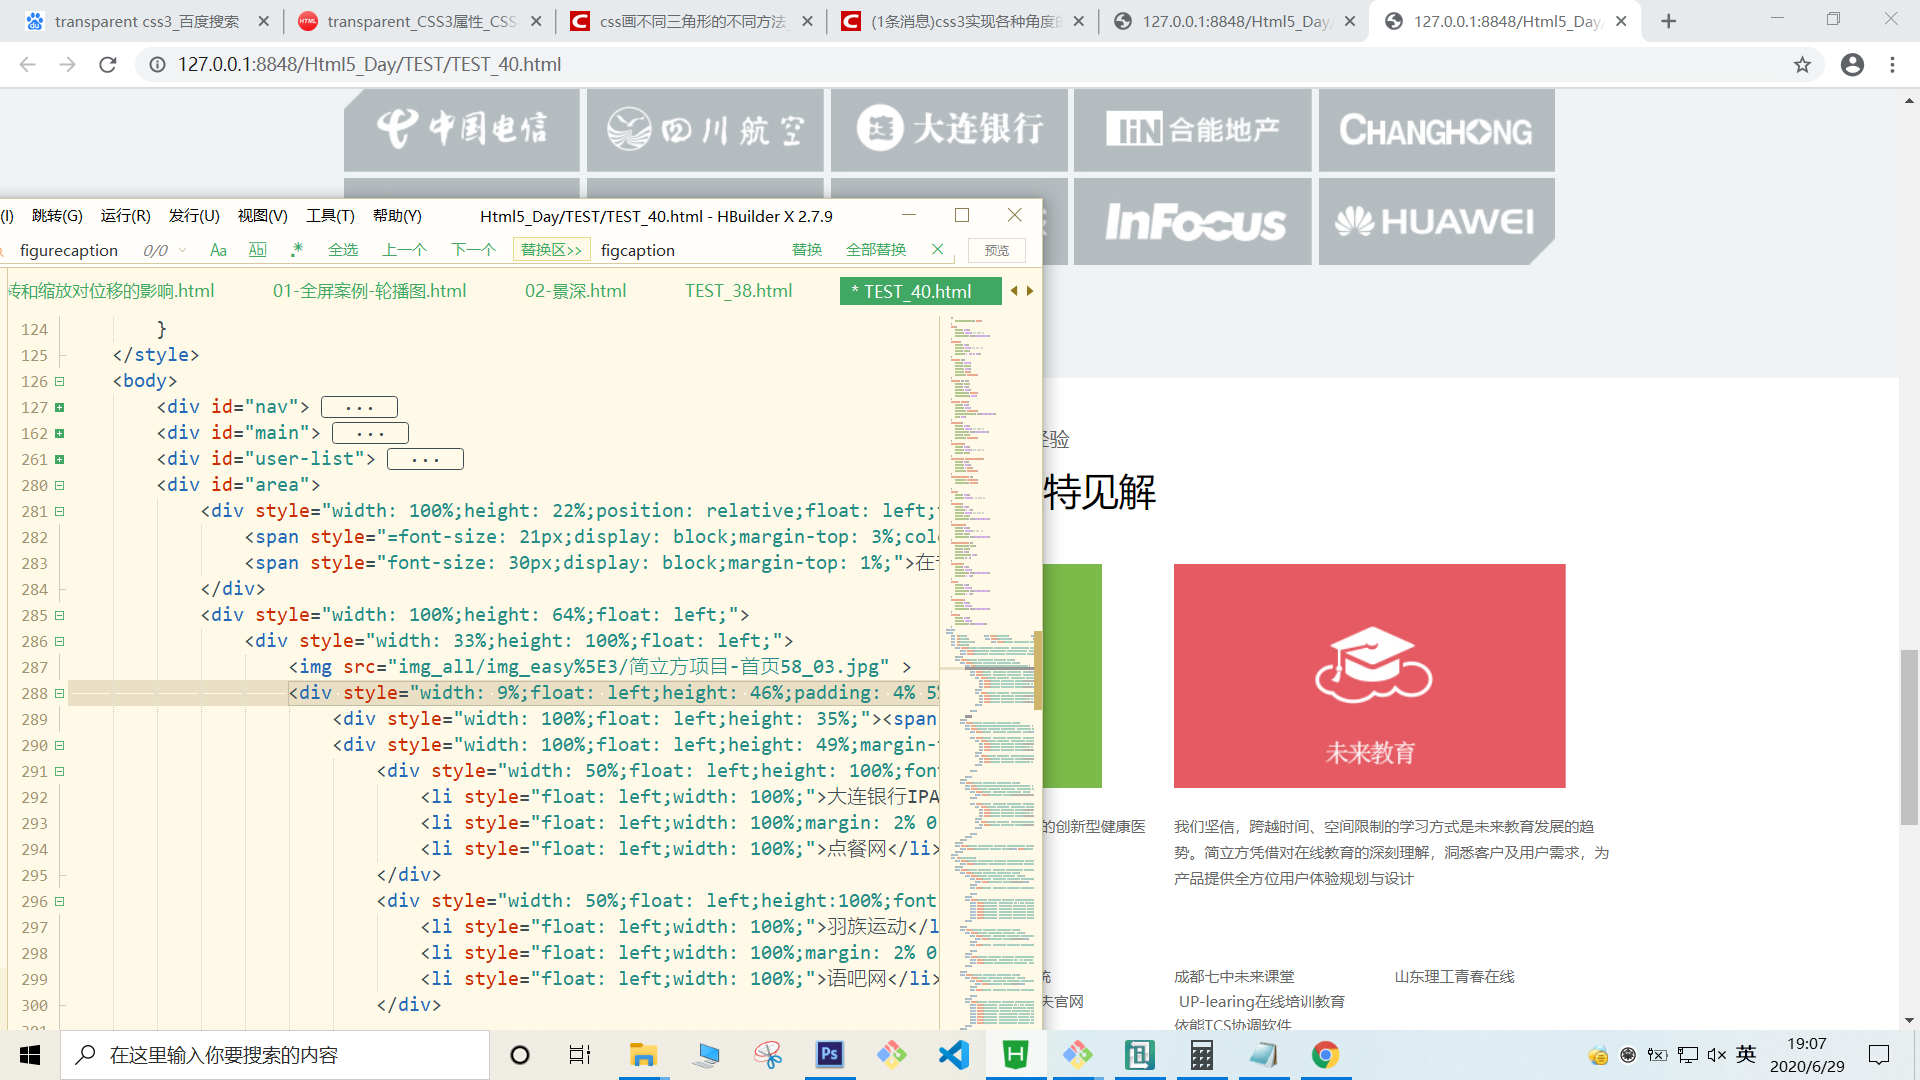 transparent css3_百度搜索
transparent_CSS3属性_CSS
css画不同三角形的不同方法_
(1条消息)css3实现各种角度的
127.0.0.1:8848/Html5_Day/
127.0.0.1:8848/Html5_Day/
127.0.0.1:8848/Html5_Day/TEST/TEST_40.html
中国电信
四川航空
大连银行
合能地产
CHANGHONG
InFocus
HUAWEI
(I) 跳转(G) 运行(R) 发行(U) 视图(V) 工具(T) 帮助(Y) Html5_Day/TEST/TEST_40.html - HBuilder X 2.7.9
figurecaption 0/0 Aa Ab .* 全选 上一个 下一个 替换区>> figcaption 替换 全部替换 预览
转和缩放对位移的影响.html 01-全屏案例-轮播图.html 02-景深.html TEST_38.html * TEST_40.html
124 }
125 </style>
126 <body>
127 <div id="nav"> ...
162 <div id="main"> ...
261 <div id="user-list"> ...
280 <div id="area">
281 <div style="width: 100%;height: 22%;position: relative;float: left;
282 <span style="=font-size: 21px;display: block;margin-top: 3%;col
283 <span style="font-size: 30px;display: block;margin-top: 1%;">在
284 </div>
285 <div style="width: 100%;height: 64%;float: left;">
286 <div style="width: 33%;height: 100%;float: left;">
287 <img src="img_all/img_easy%5E3/简立方项目-首页58_03.jpg" >
288 <div style="width: 9%;float: left;height: 46%;padding: 4% 5%
289 <div style="width: 100%;float: left;height: 35%;"><span
290 <div style="width: 100%;float: left;height: 49%;margin-
291 <div style="width: 50%;float: left;height: 100%;fon
292 <li style="float: left;width: 100%;">大连银行IPA
293 <li style="float: left;width: 100%;margin: 2% 0
294 <li style="float: left;width: 100%;">点餐网</li>
295 </div>
296 <div style="width: 50%;float: left;height:100%;font
297 <li style="float: left;width: 100%;">羽族运动</l
298 <li style="float: left;width: 100%;margin: 2% 0
299 <li style="float: left;width: 100%;">语吧网</li>
300 </div>
经验
特见解
未来教育
的创新型健康医
我们坚信，跨越时间、空间限制的学习方式是未来教育发展的趋
势。简立方凭借对在线教育的深刻理解，洞悉客户及用户需求，为
产品提供全方位用户体验规划与设计
统
夫官网
成都七中未来课堂
山东理工青春在线
UP-learing在线培训教育
依能TCS协调软件
在这里输入你要搜索的内容
Ps
H
英
19:07
2020/6/29